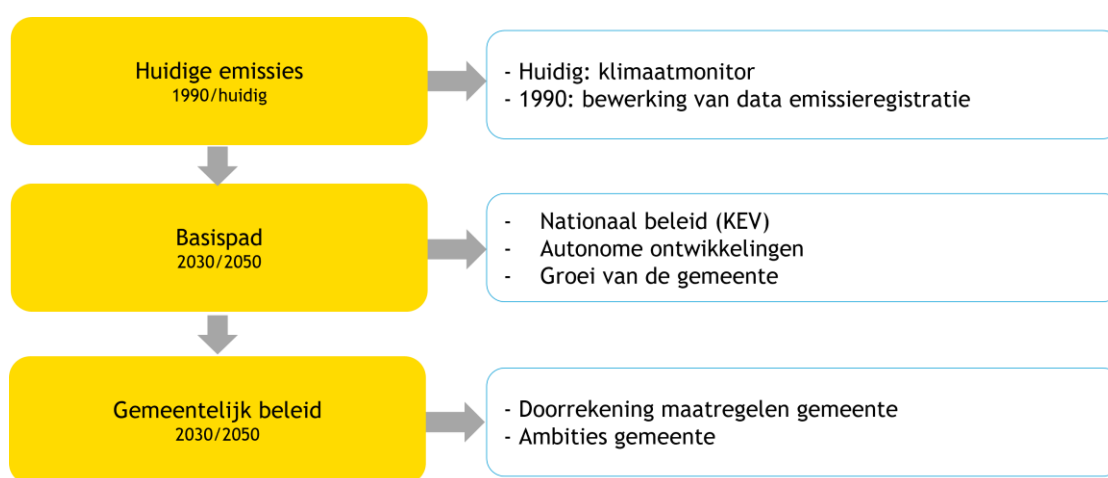 Huidige emissies
1990/huidig
- Huidig: klimaatmonitor
- 1990: bewerking van data emissieregistratie
Basispad
2030/2050
- Nationaal beleid (KEV)
- Autonome ontwikkelingen
- Groei van de gemeente
Gemeentelijk beleid
2030/2050
- Doorrekening maatregelen gemeente
- Ambities gemeente